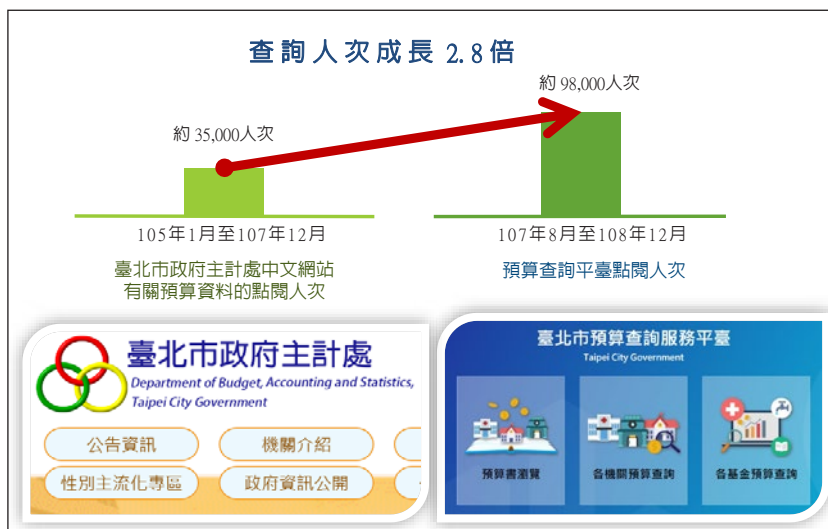 查詢人次成長 2.8倍
約 98,000人次
約 35,000人次
105年1月至107年12月
107年8月至108年12月
臺北市政府主計處中文網站
有關預算資料的點閱人次
預算查詢平臺點閱人次
臺北市政府主計處
Department of Budget, Accounting and Statistics,
Taipei City Government
公告資訊
機關介紹
性別主流化專區
政府資訊公開
臺北市預算查詢服務平臺
Taipei City Government
預算書瀏覽
各機關預算查詢
各基金預算查詢